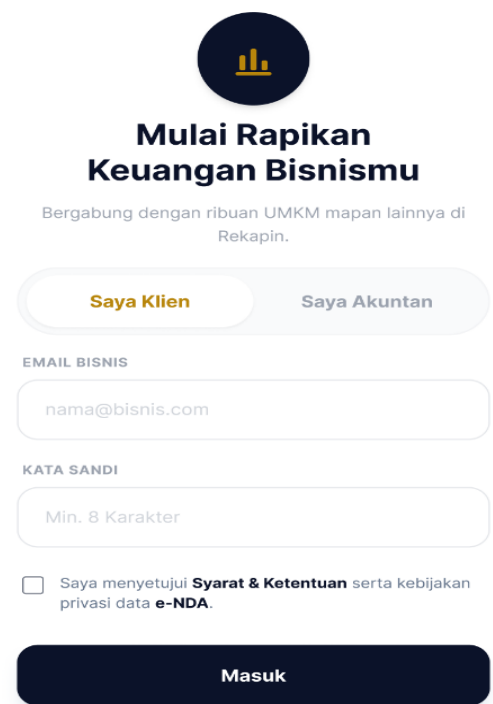 Mulai Rapikan
Keuangan Bisnismu
Bergabung dengan ribuan UMKM mapan lainnya di
Rekapin.
Saya Klien
Saya Akuntan
EMAIL BISNIS
nama@bisnis.com
KATA SANDI
Min. 8 Karakter
Saya menyetujui Syarat & Ketentuan serta kebijakan
privasi data e-NDA.
Masuk